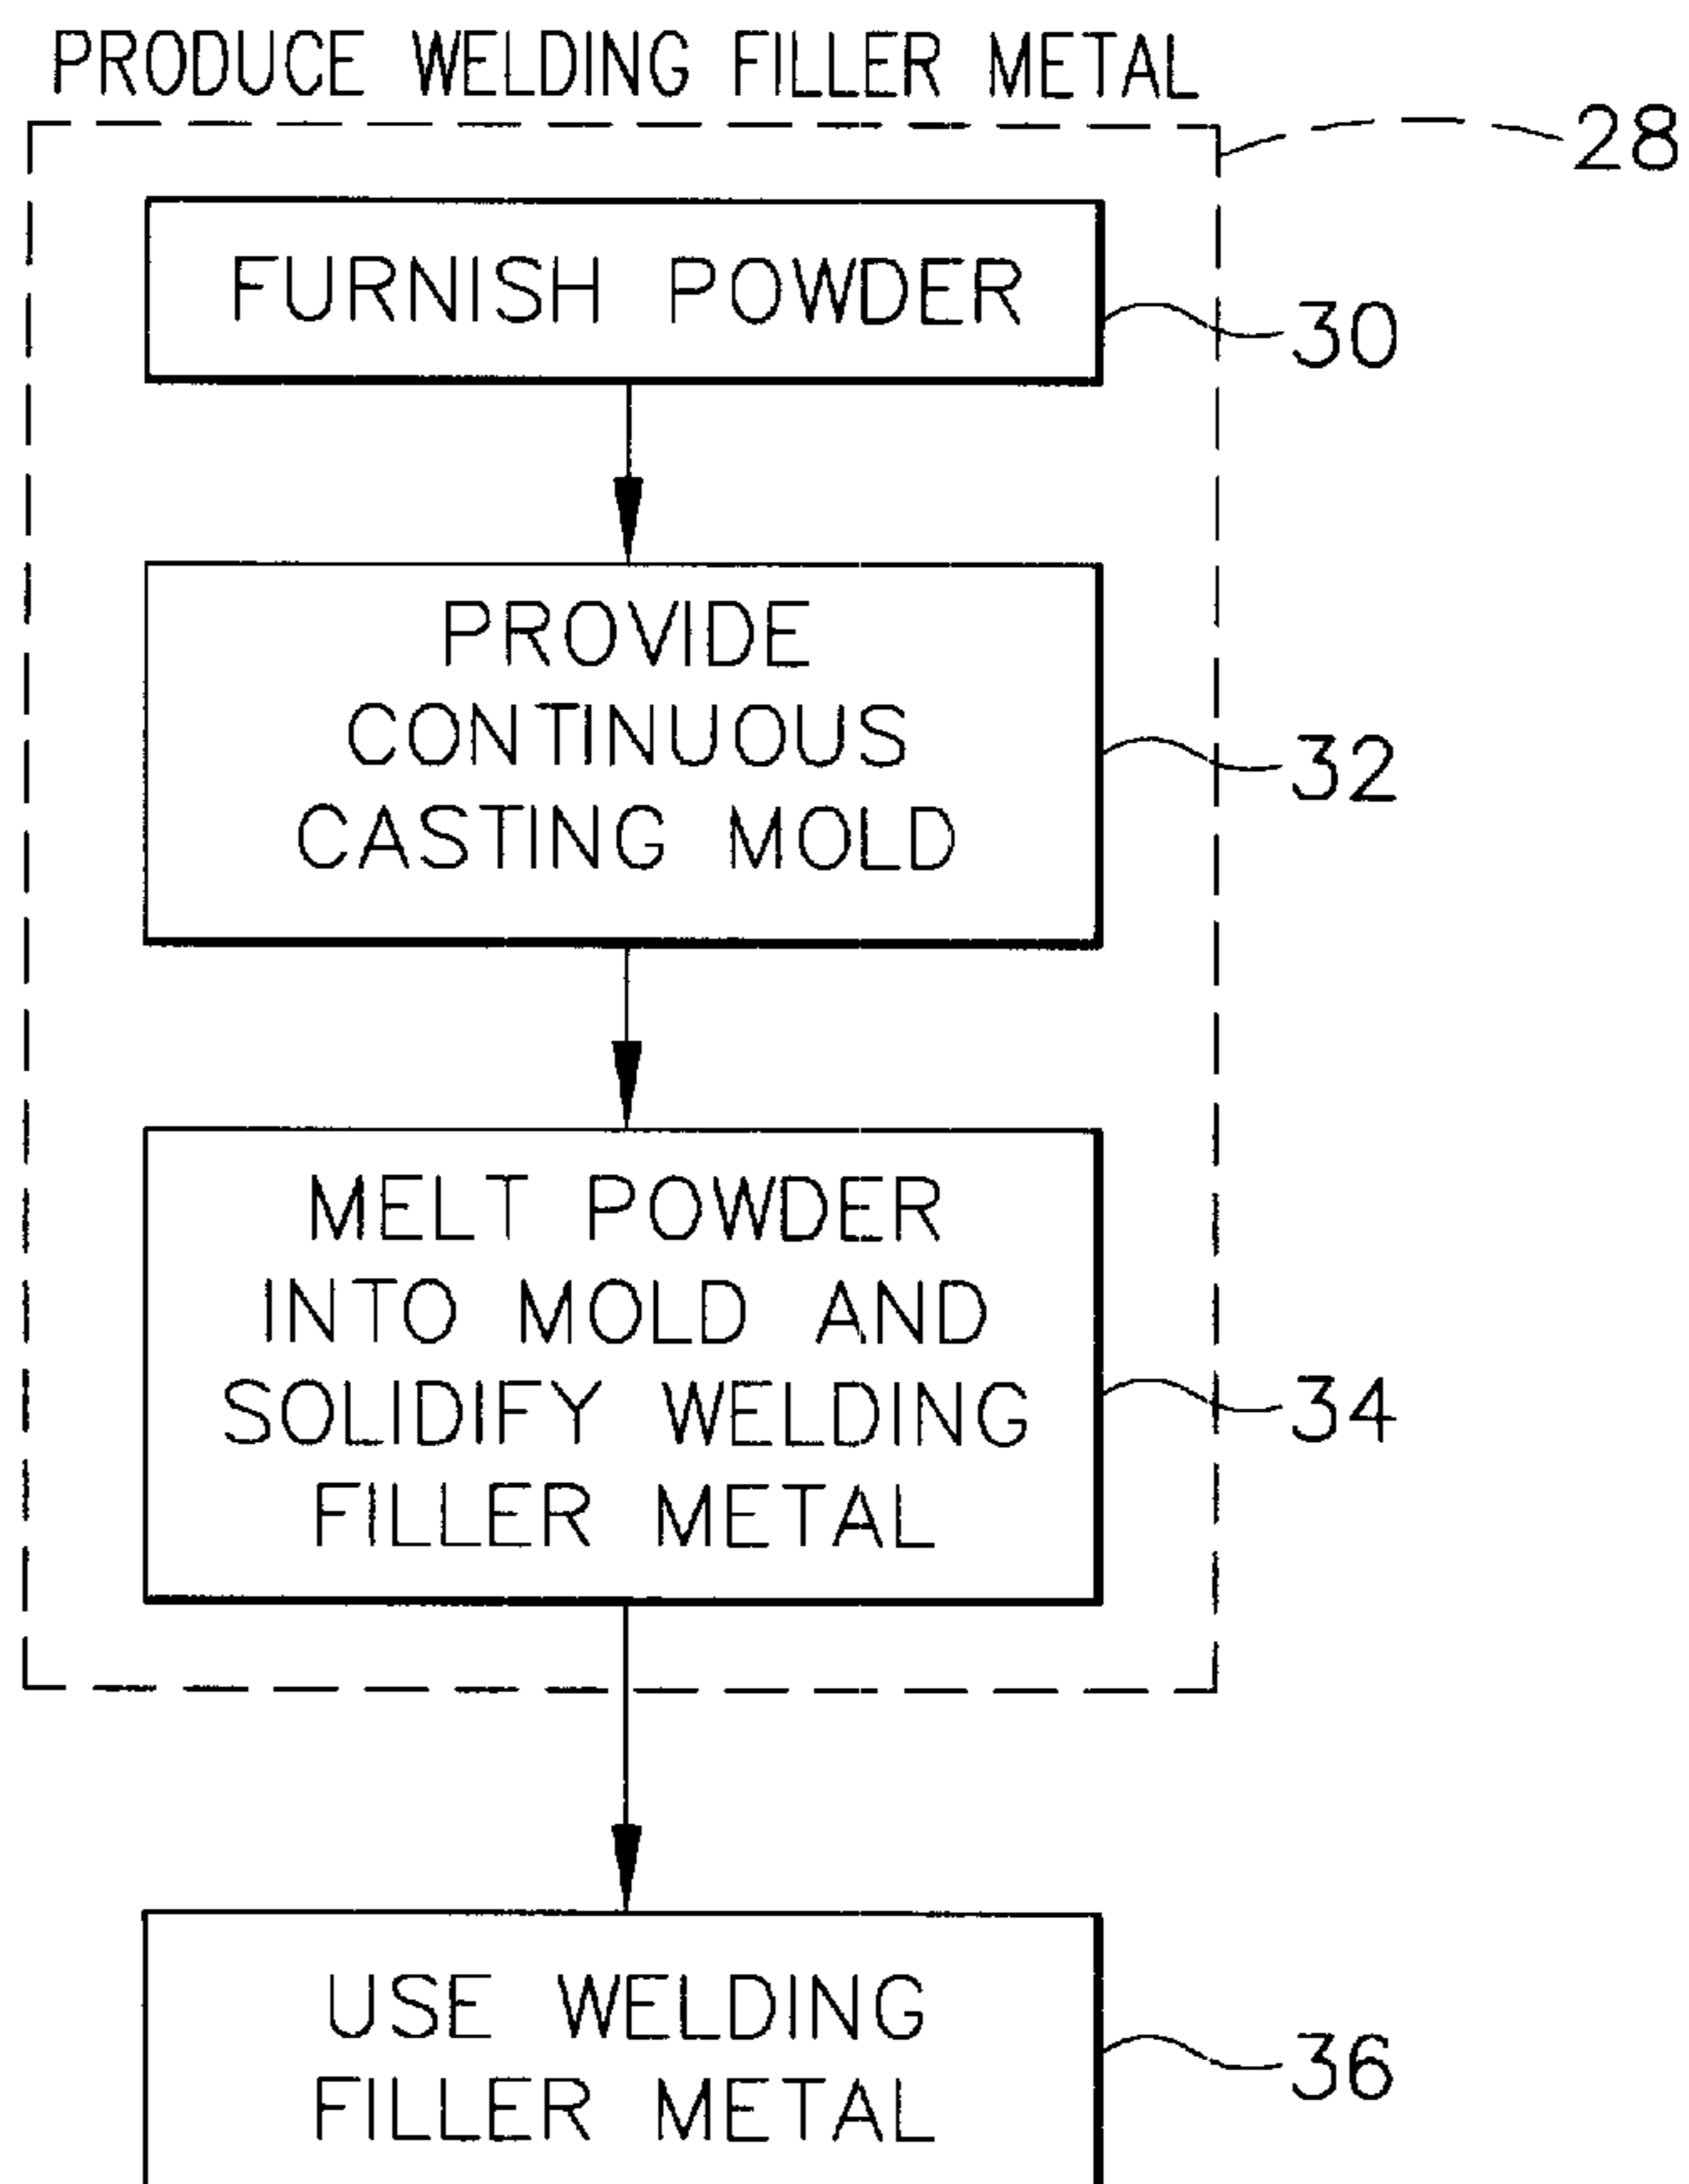 PRODUCE WELDING FILLER METAL
28
FURNISH POWDER
30
PROVIDE
CONTINUOUS
CASTING MOLD
32
MELT POWDER
INTO MOLD AND
SOLIDIFY WELDING
FILLER METAL
34
USE WELDING
FILLER METAL
36